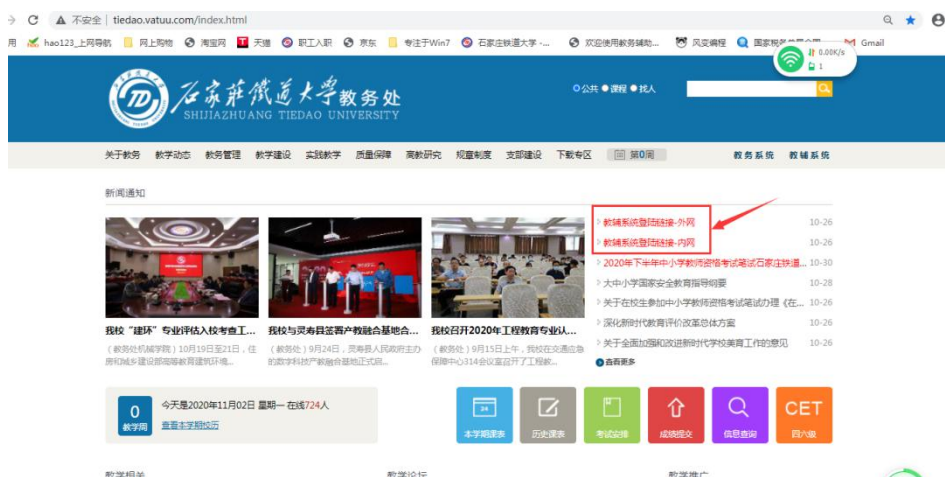 不安全 | tiedao.vatuu.com/index.html
用 hao123_上网导航 网上购物 淘宝网 天猫 职工入职 京东 专注于Win7 石家庄铁道大学 -... 欢迎使用教务辅助... 风变编程 Gmail
0.00K/s
1
石家庄铁道大学教务处
SHIJIAZHUANG TIEDAO UNIVERSITY
公共 课程 找人
关于教务 教学动态 教务管理 教学建设 实践教学 质量保障 高教研究 规章制度 支部建设 下载专区 第0周 教务系统 教辅系统
新闻通知
教辅系统登陆链接-外网 10-26
教辅系统登陆链接-内网 10-26
2020年下半年中小学教师资格考试笔试石家庄铁道... 10-30
大中小学国家安全教育指导纲要 10-28
关于在校生参加中小学教师资格考试笔试办理《在... 10-26
深化新时代教育评价改革总体方案 10-26
关于全面加强和改进新时代学校美育工作的意见 10-26
查看更多
我校“建环”专业评估入校考查工...
(教务处机械学院)10月19日至21日,住
房和城乡建设部高等教育建筑环境...
我校与灵寿县签署产教融合基地合...
(教务处)9月24日,灵寿县人民政府主办
的数字科技产教融合基地正式启...
我校召开2020年工程教育专业认...
(教务处)9月15日上午,我校在交通应急
保障中心314会议室召开了工程教...
0
教学周
今天是2020年11月02日 星期一 在线724人
查看本学期校历
24
本学期课表 历史课表 考试安排 成绩提交 信息查询
CET
四六级
教学相关 教学论坛 教学推广